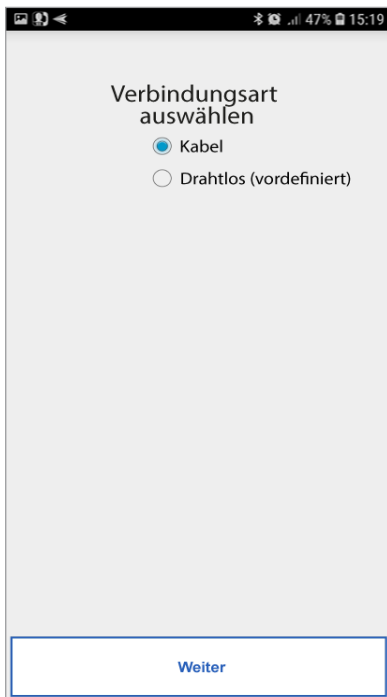 47% 15:19
Verbindungsart
auswählen
Kabel
Drahtlos (vordefiniert)
Weiter